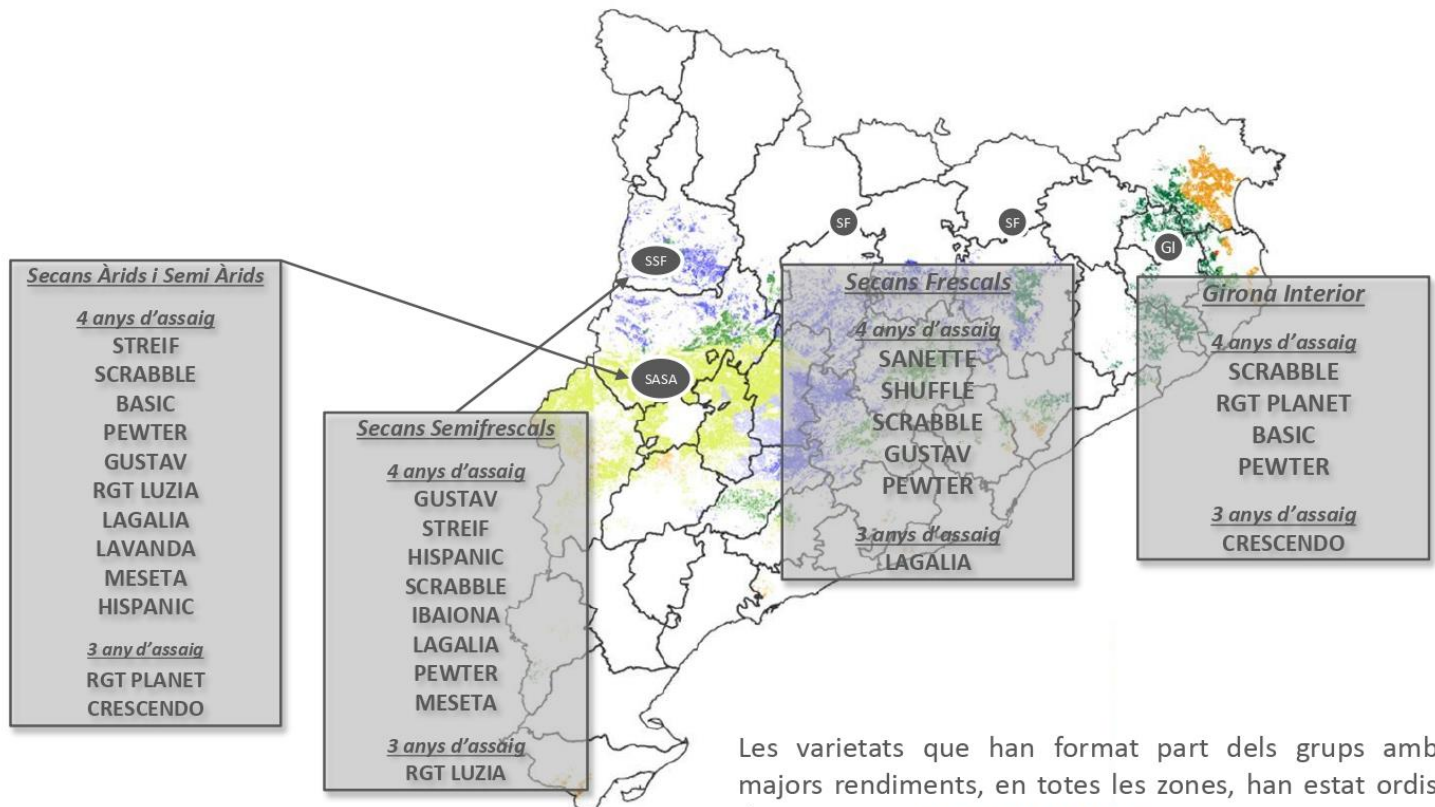 SF
SF
GI
SSF
SASA
Secans Àrids i Semi Àrids
4 anys d'assaig
STREIF
SCRABBLE
BASIC
PEWTER
GUSTAV
RGT LUZIA
LAGALIA
LAVANDA
MESETA
HISPANIC
3 any d'assaig
RGT PLANET
CRESCENDO
Secans Semifrescals
4 anys d'assaig
GUSTAV
STREIF
HISPANIC
SCRABBLE
IBAIONA
LAGALIA
PEWTER
MESETA
3 anys d'assaig
RGT LUZIA
Secans Frescals
4 anys d'assaig
SANETTE
SHUFFLE
SCRABBLE
GUSTAV
PEWTER
3 anys d'assaig
LAGALIA
Girona Interior
4 anys d'assaig
SCRABBLE
RGT PLANET
BASIC
PEWTER
3 anys d'assaig
CRESCENDO
Les varietats que han format part dels grups amb
majors rendiments, en totes les zones, han estat ordis